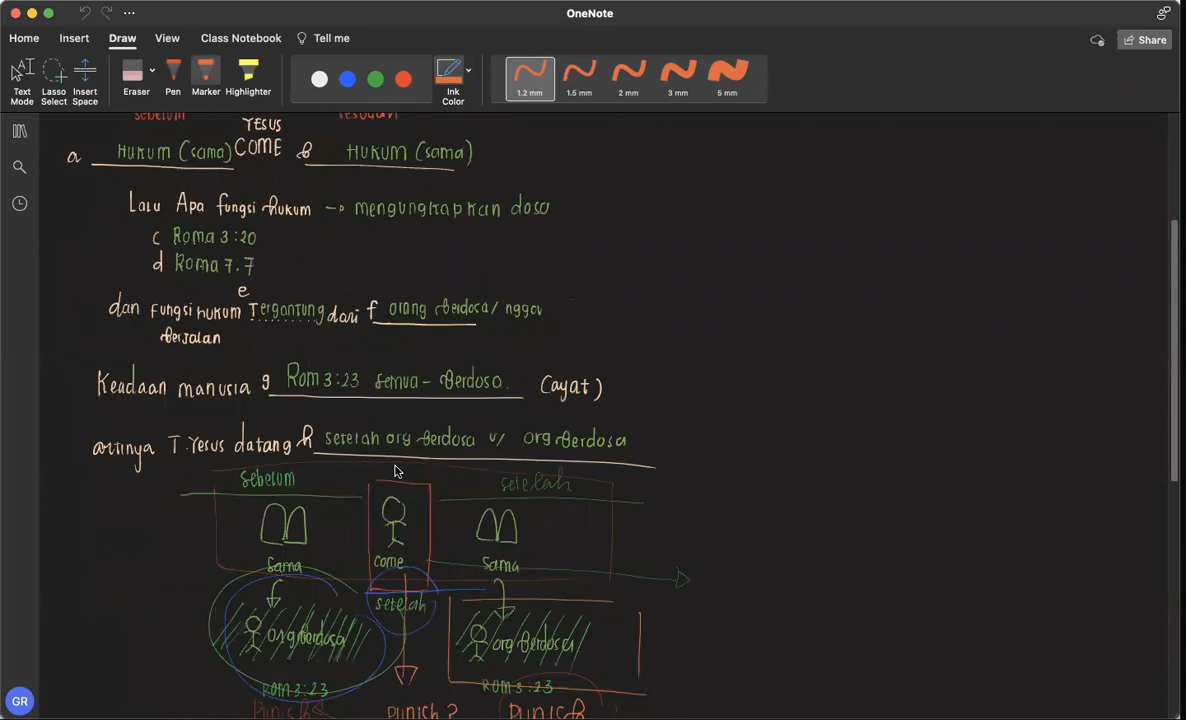 OneNote
Home Insert Draw View Class Notebook Tell me Share
Text Mode Lasso Select Insert Space Eraser Pen Marker Highlighter Ink Color 1.2 mm 1.5 mm 2 mm 3 mm 5 mm
sebelum YESUS sesudah
a Hukum (sama) COME b Hukum (sama)
Lalu Apa fungsi hukum → mengungkapkan dosa
c Roma 3:20
d Roma 7.7
e
dan fungsi hukum Tergantung dari f orang berdosa/ nggak
berjalan
Keadaan manusia g Rom 3:23 semua - Berdosa. (ayat)
artinya T. Yesus datang h setelah org Berdosa u/ org Berdosa
sebelum setelah
sama come sama
setelah
org Berdosa org Berdosa
Rom 3:23 Rom 3:23
Punish punish? Punish
GR